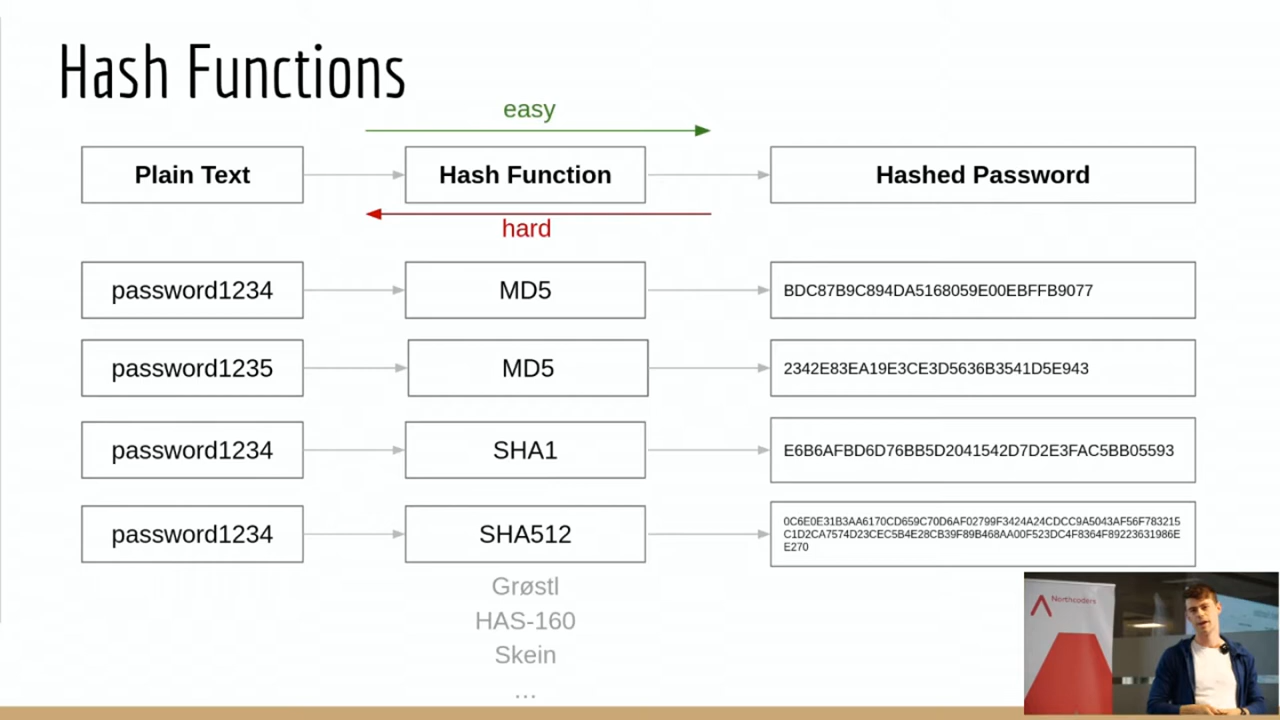 Hash Functions
easy
Plain Text
Hash Function
Hashed Password
hard
password1234
MD5
BDC87B9C894DA5168059E00EBFFB9077
password1235
MD5
2342E83EA19E3CE3D5636B3541D5E943
password1234
SHA1
E6B6AFBD6D76BB5D2041542D7D2E3FAC5BB05593
password1234
SHA512
0C6E0E31B3AA6170CD659C70D6AF02799F3424A24CDCC9A5043AF56F783215
C1D2CA7574D23CEC5B4E28CB39F89B468AA00F523DC4F8364F89223631986E
E270
Grøstl
HAS-160
Skein
...
Northcoders